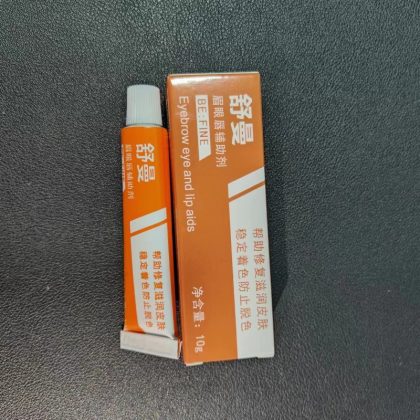 舒曼
眉眼唇辅助剂
帮助修复滋润皮肤
稳定着色防止脱色
舒曼
眉眼唇辅助剂
BE:FINE
Eyebrow eye and lip aids
帮助修复滋润皮肤
稳定着色防止脱色
净含量：10g